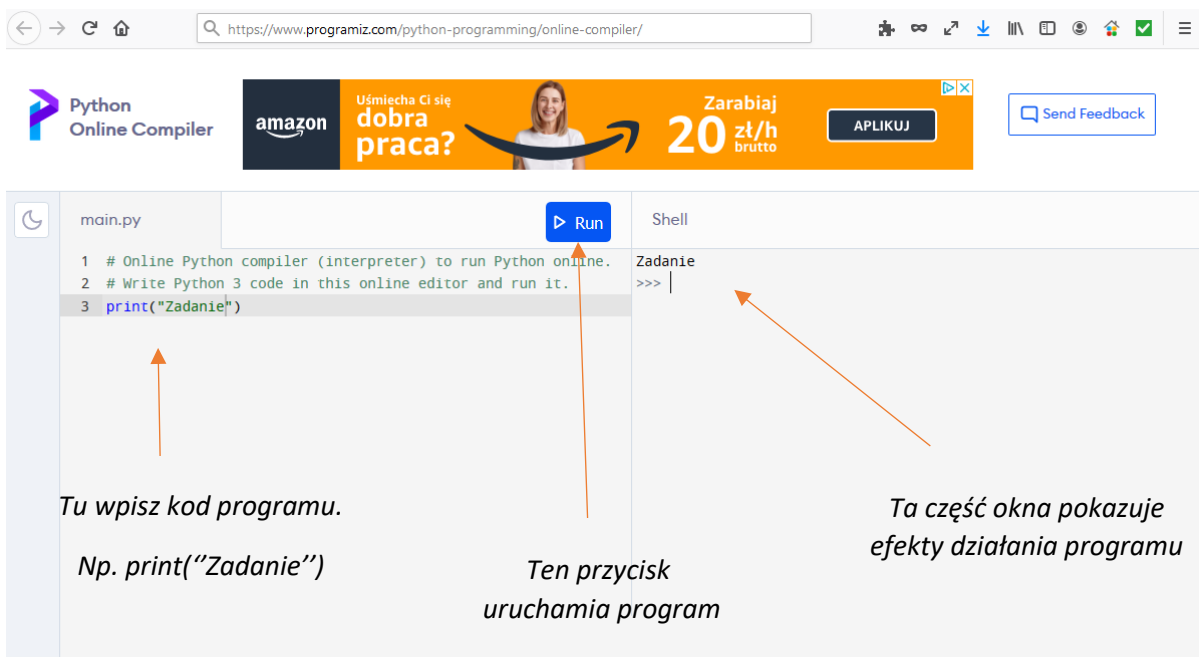 https://www.programiz.com/python-programming/online-compiler/
Python
Online Compiler
amazon
Uśmiecha Ci się
dobra
praca?
Zarabiaj
20 zł/h
brutto
APLIKUJ
Send Feedback
main.py
Run
Shell
1 # Online Python compiler (interpreter) to run Python online.
2 # Write Python 3 code in this online editor and run it.
3 print("Zadanie")
Zadanie
>>>
Tu wpisz kod programu.
Np. print(‘’Zadanie’’)
Ten przycisk
uruchamia program
Ta część okna pokazuje
efekty działania programu